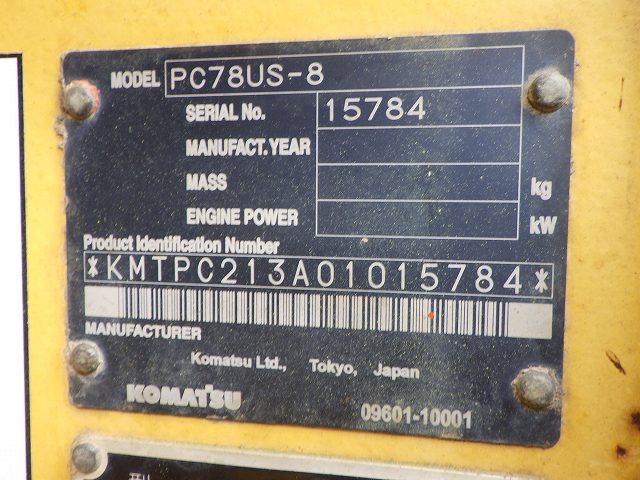 MODEL PC78US-8
SERIAL No. 15784
MANUFACT. YEAR
MASS kg
ENGINE POWER kW
Product Identification Number
*KMTPC213A01015784*
MANUFACTURER
Komatsu Ltd., Tokyo, Japan
KOMATSU 09601-10001